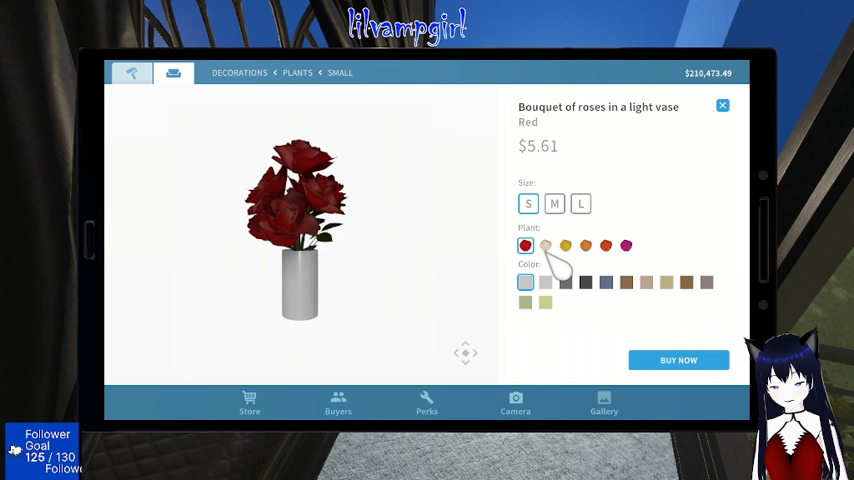 lilvampgirl
DECORATIONS < PLANTS < SMALL
$210,473.49
Bouquet of roses in a light vase
Red
$5.61
Size:
S M L
Plant:
Color:
BUY NOW
Store Buyers Perks Camera Gallery
Follower
Goal
125 / 130
Followe